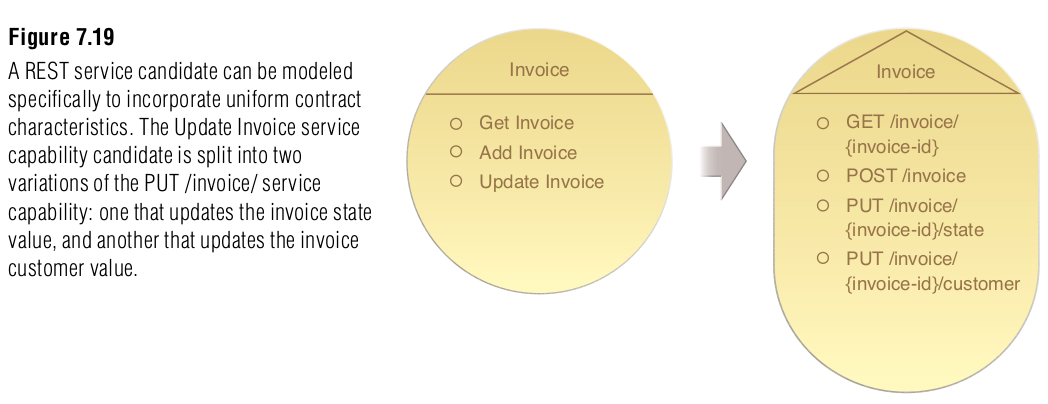 Figure 7.19
A REST service candidate can be modeled
specifically to incorporate uniform contract
characteristics. The Update Invoice service
capability candidate is split into two
variations of the PUT /invoice/ service
capability: one that updates the invoice state
value, and another that updates the invoice
customer value.
Invoice
Get Invoice
Add Invoice
Update Invoice
Invoice
GET /invoice/
{invoice-id}
POST /invoice
PUT /invoice/
{invoice-id}/state
PUT /invoice/
{invoice-id}/customer